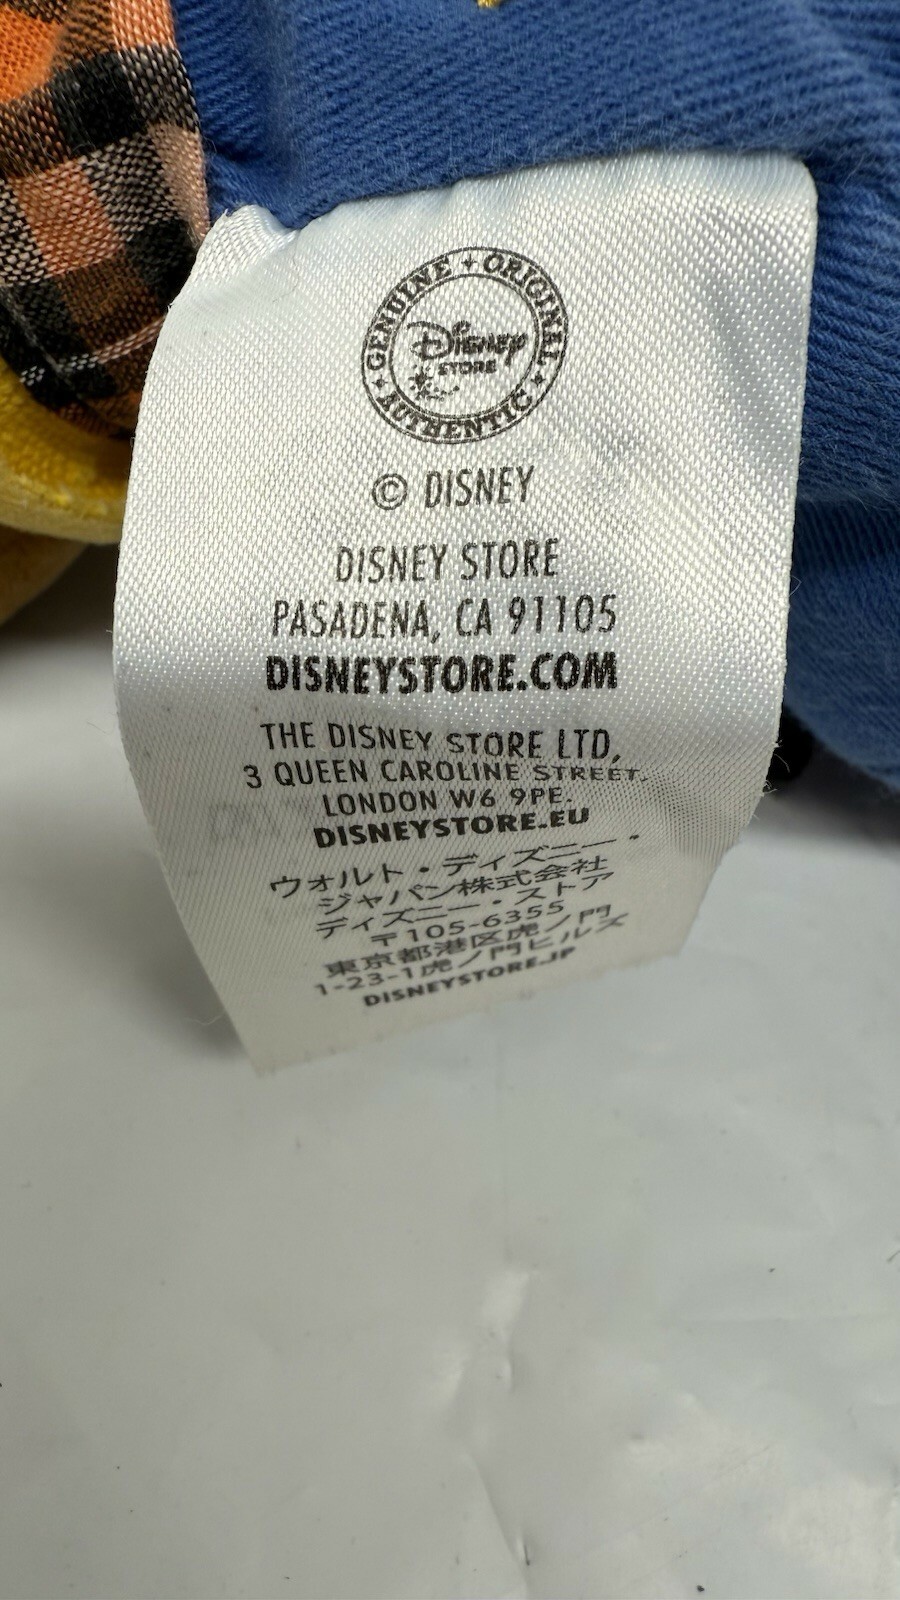 GENUINE ORIGINAL
Disney
STORE
AUTHENTIC
© DISNEY
DISNEY STORE
PASADENA, CA 91105
DISNEYSTORE.COM
THE DISNEY STORE LTD,
3 QUEEN CAROLINE STREET.
LONDON W6 9PE.
DISNEYSTORE.EU
ウォルト・ディズニー・
ジャパン株式会社
ディズニー・ストア
〒105-6355
東京都港区虎ノ門
1-23-1虎ノ門ヒルズ
DISNEYSTORE.JP